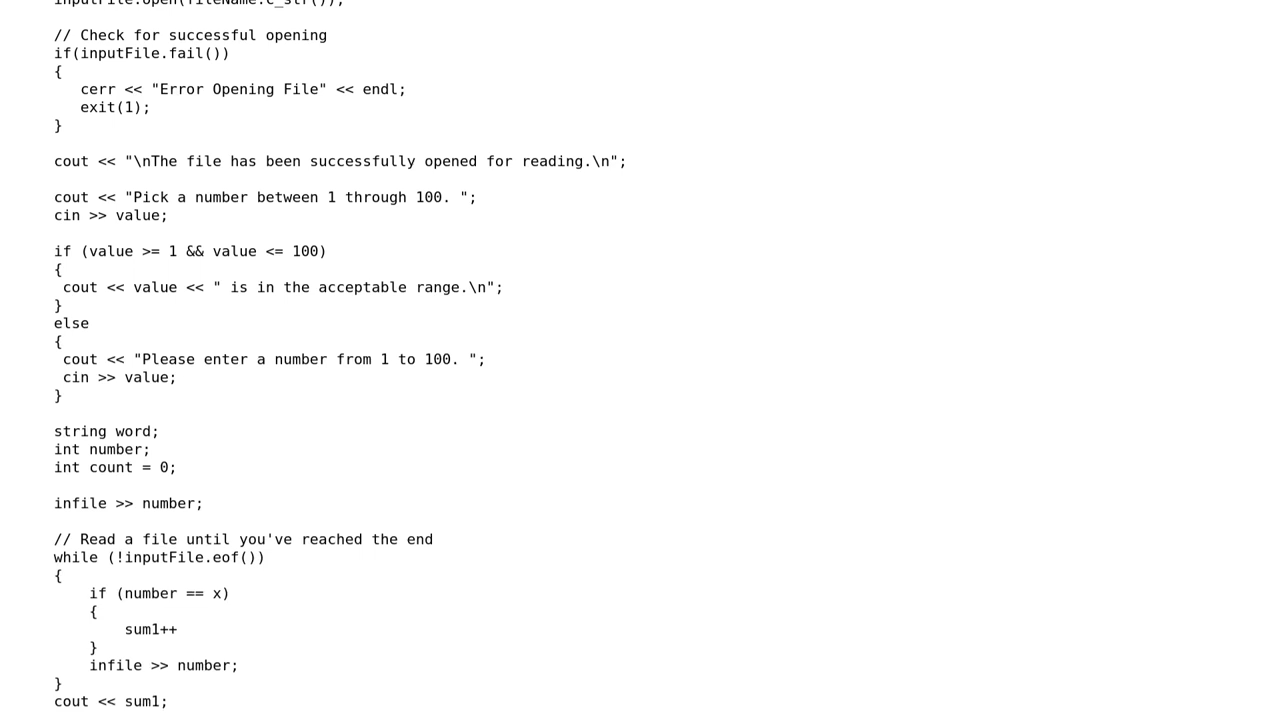 inputFile.open(fileName.c_str());
// Check for successful opening
if(inputFile.fail())
{
cerr << "Error Opening File" << endl;
exit(1);
}
cout << "\nThe file has been successfully opened for reading.\n";
cout << "Pick a number between 1 through 100. ";
cin >> value;
if (value >= 1 && value <= 100)
{
cout << value << " is in the acceptable range.\n";
}
else
{
cout << "Please enter a number from 1 to 100. ";
cin >> value;
}
string word;
int number;
int count = 0;
infile >> number;
// Read a file until you've reached the end
while (!inputFile.eof())
{
if (number == x)
{
sum1++
}
infile >> number;
}
cout << sum1;